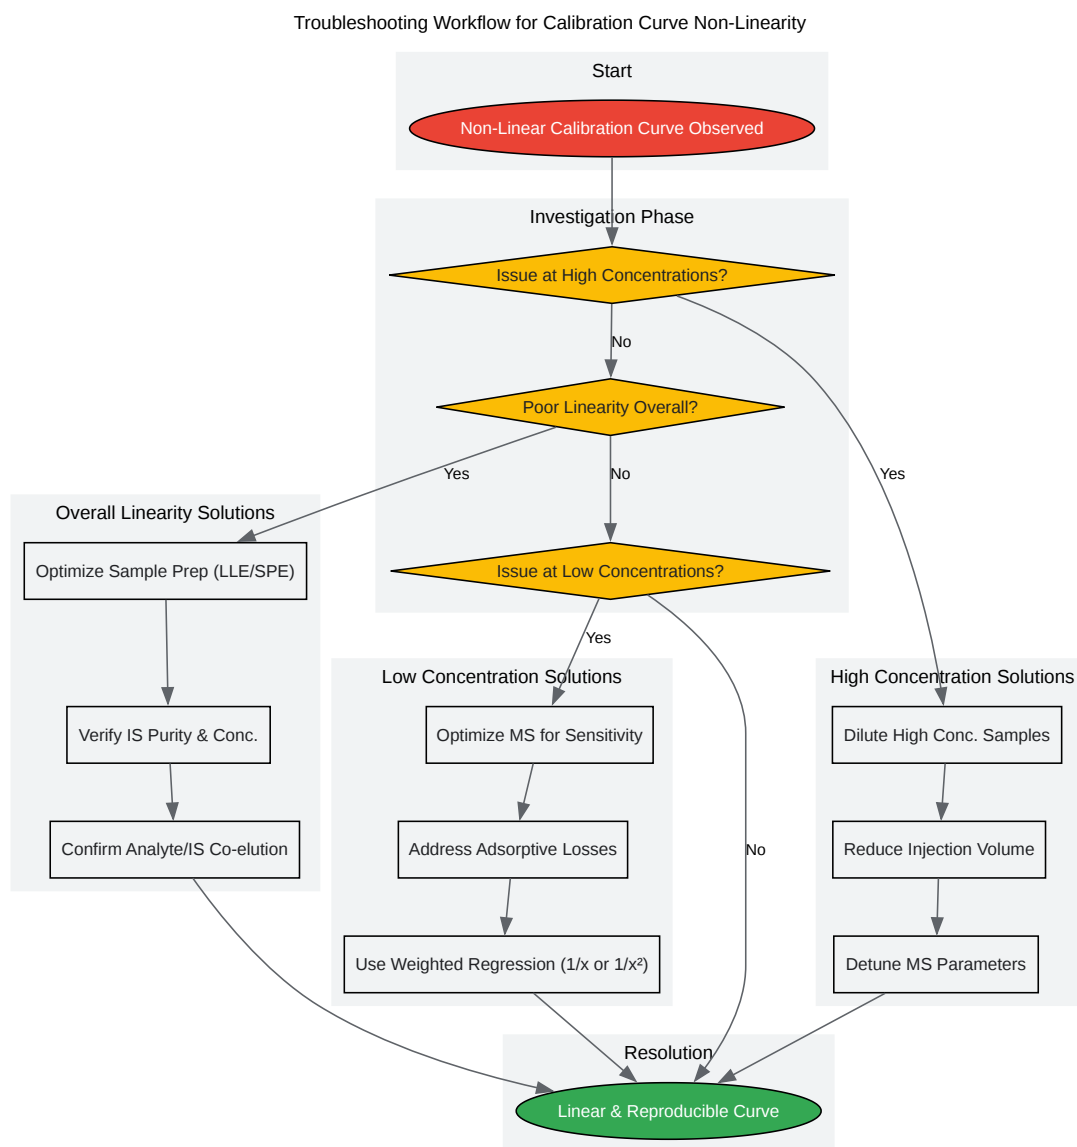 Troubleshooting Workflow for Calibration Curve Non-Linearity
Start
Non-Linear Calibration Curve Observed
Investigation Phase
Issue at High Concentrations?
No
Poor Linearity Overall?
Yes
No
Yes
Overall Linearity Solutions
Optimize Sample Prep (LLE/SPE)
Issue at Low Concentrations?
Yes
Low Concentration Solutions
High Concentration Solutions
Verify IS Purity & Conc.
Optimize MS for Sensitivity
Dilute High Conc. Samples
Confirm Analyte/IS Co-elution
Address Adsorptive Losses
No
Reduce Injection Volume
Use Weighted Regression (1/x or 1/x²)
Detune MS Parameters
Resolution
Linear & Reproducible Curve